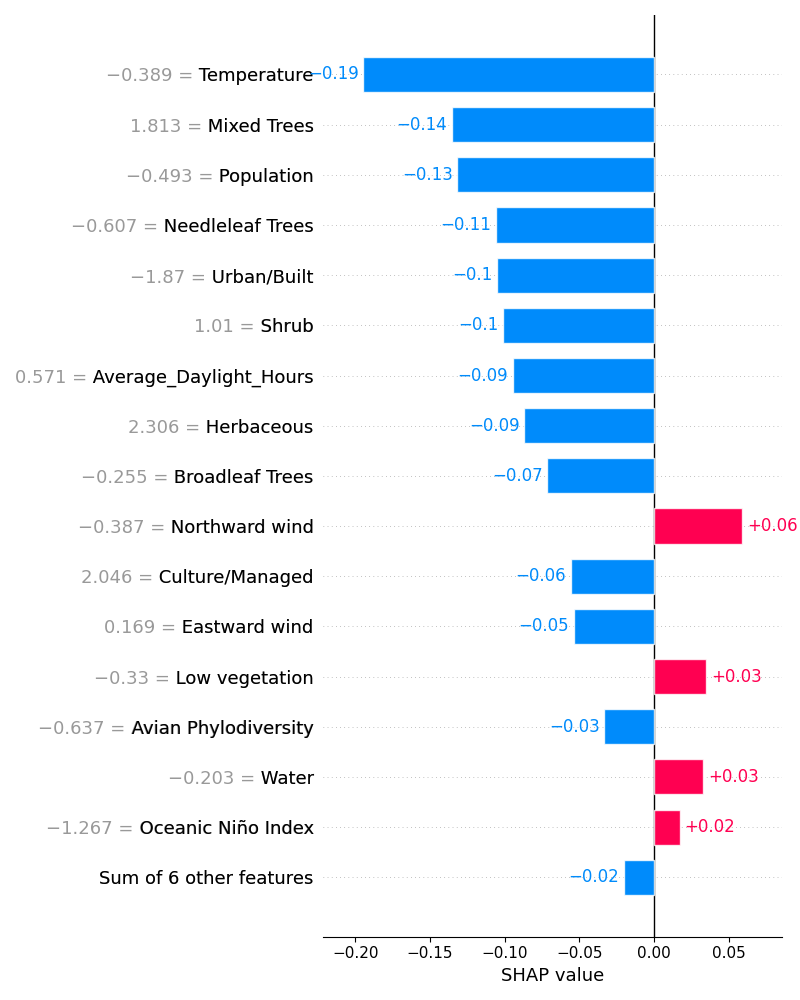 −0.389 = Temperature −0.19
1.813 = Mixed Trees −0.14
−0.493 = Population −0.13
−0.607 = Needleleaf Trees −0.11
−1.87 = Urban/Built −0.1
1.01 = Shrub −0.1
0.571 = Average_Daylight_Hours −0.09
2.306 = Herbaceous −0.09
−0.255 = Broadleaf Trees −0.07
−0.387 = Northward wind +0.06
2.046 = Culture/Managed −0.06
0.169 = Eastward wind −0.05
−0.33 = Low vegetation +0.03
−0.637 = Avian Phylodiversity −0.03
−0.203 = Water +0.03
−1.267 = Oceanic Niño Index +0.02
Sum of 6 other features −0.02
−0.20 −0.15 −0.10 −0.05 0.00 0.05
SHAP value